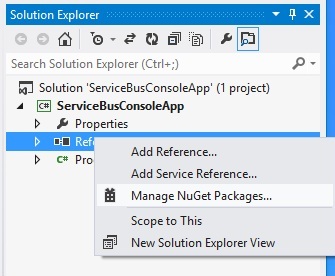 Solution Explorer
Search Solution Explorer (Ctrl+;)
Solution 'ServiceBusConsoleApp' (1 project)
C# ServiceBusConsoleApp
Properties
Refe
C# Pro
Add Reference...
Add Service Reference...
Manage NuGet Packages...
Scope to This
New Solution Explorer View